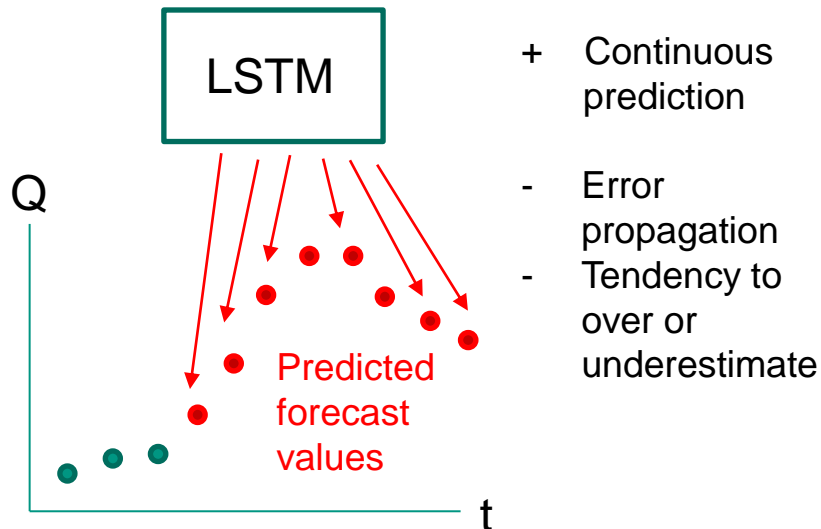 LSTM
Q
Predicted
forecast
values
t
+ Continuous
prediction
- Error
propagation
- Tendency to
over or
underestimate